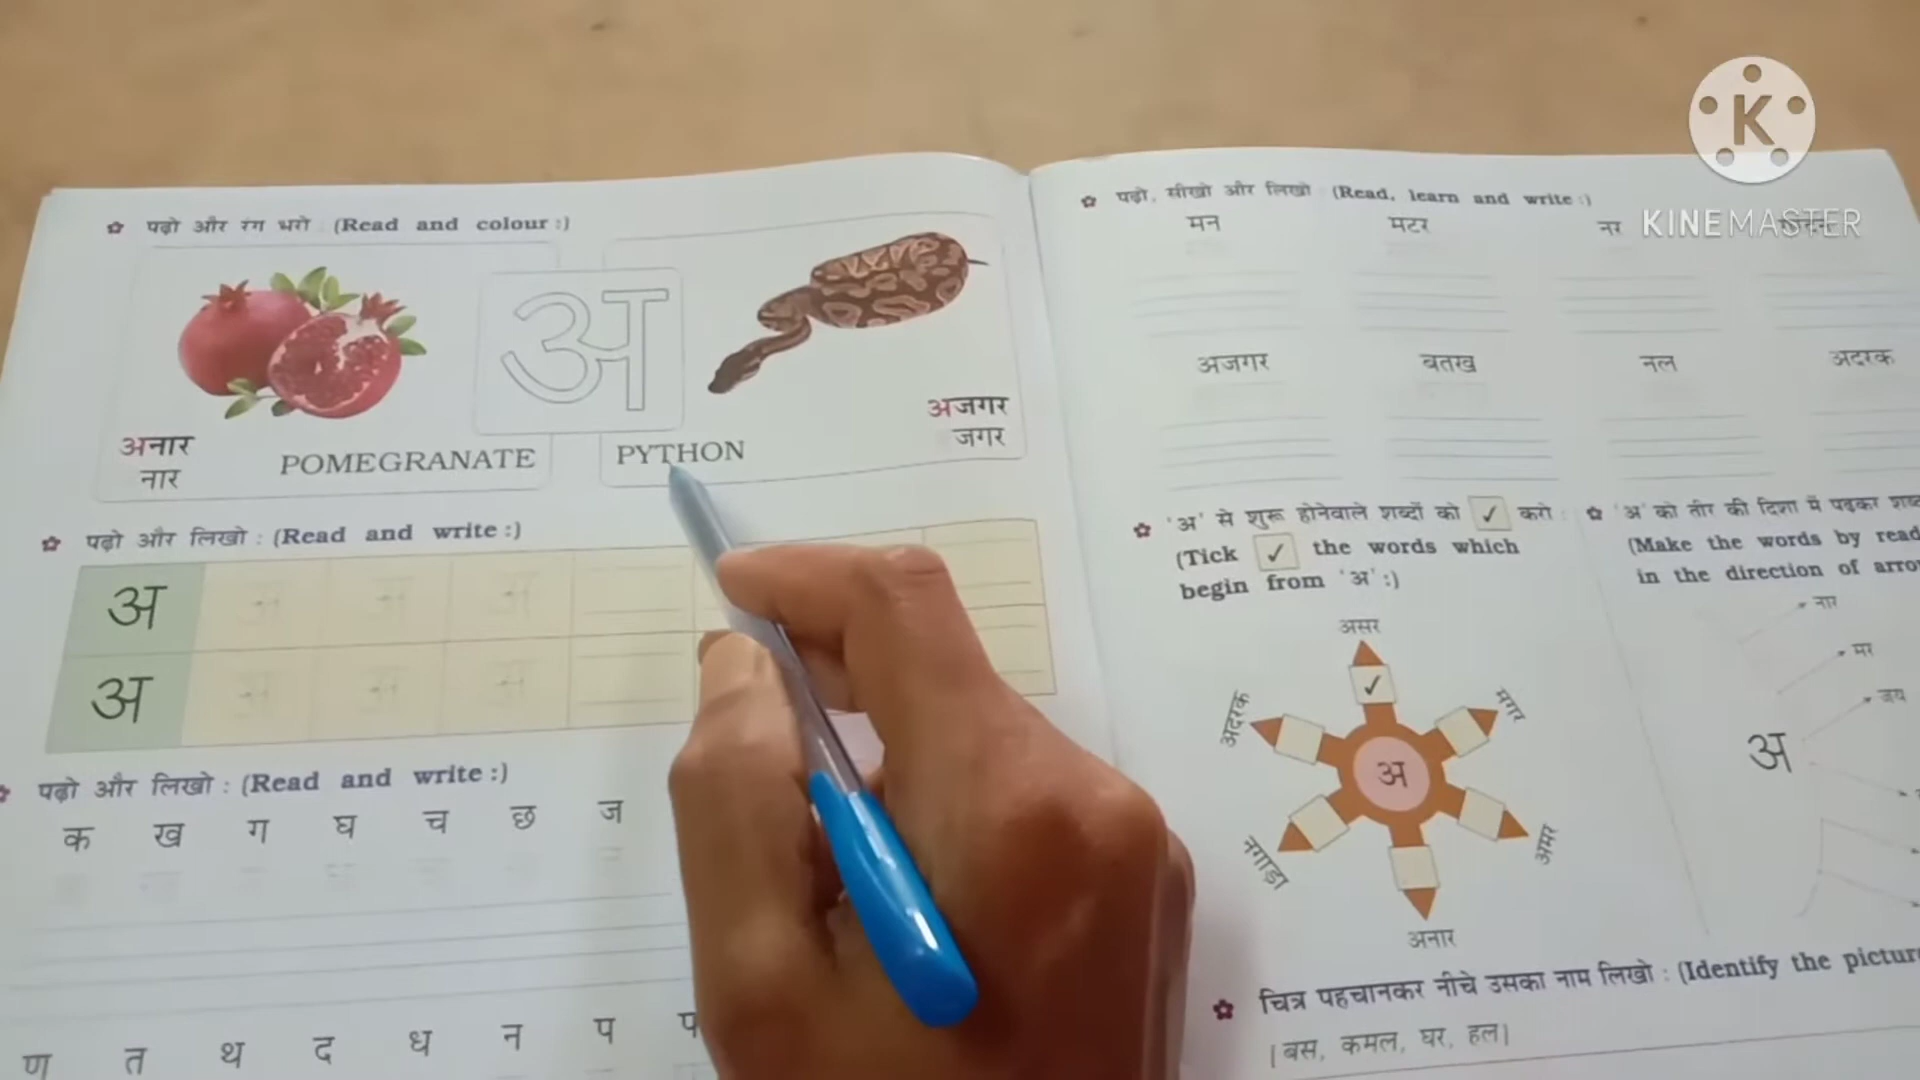 पढ़ो और रंग भरो : (Read and colour :)
अ
अनार
नार
POMEGRANATE
PYTHON
अजगर
जगर
पढ़ो और लिखो : (Read and write :)
अ अ अ अ
अ अ अ अ
पढ़ो और लिखो : (Read and write :)
क ख ग घ च छ ज
ण त थ द ध न प
पढ़ो, सीखो और लिखो (Read, learn and write :)
मन मटर नर
अजगर बतख नल अदरक
'अ' से शुरू होनेवाले शब्दों को ✓ करो :
(Tick ✓ the words which
begin from 'अ' :)
असर
✓
अदरक
मगर
अ
नगाड़ा
अमर
अनार
'अ' को तीर की दिशा में पढ़कर
(Make the words by
in the direction of
नार
मर
जय
अ
चित्र पहचानकर नीचे उसका नाम लिखो : (Identify the
[बस, कमल, घर, हल]
K
KINEMASTER